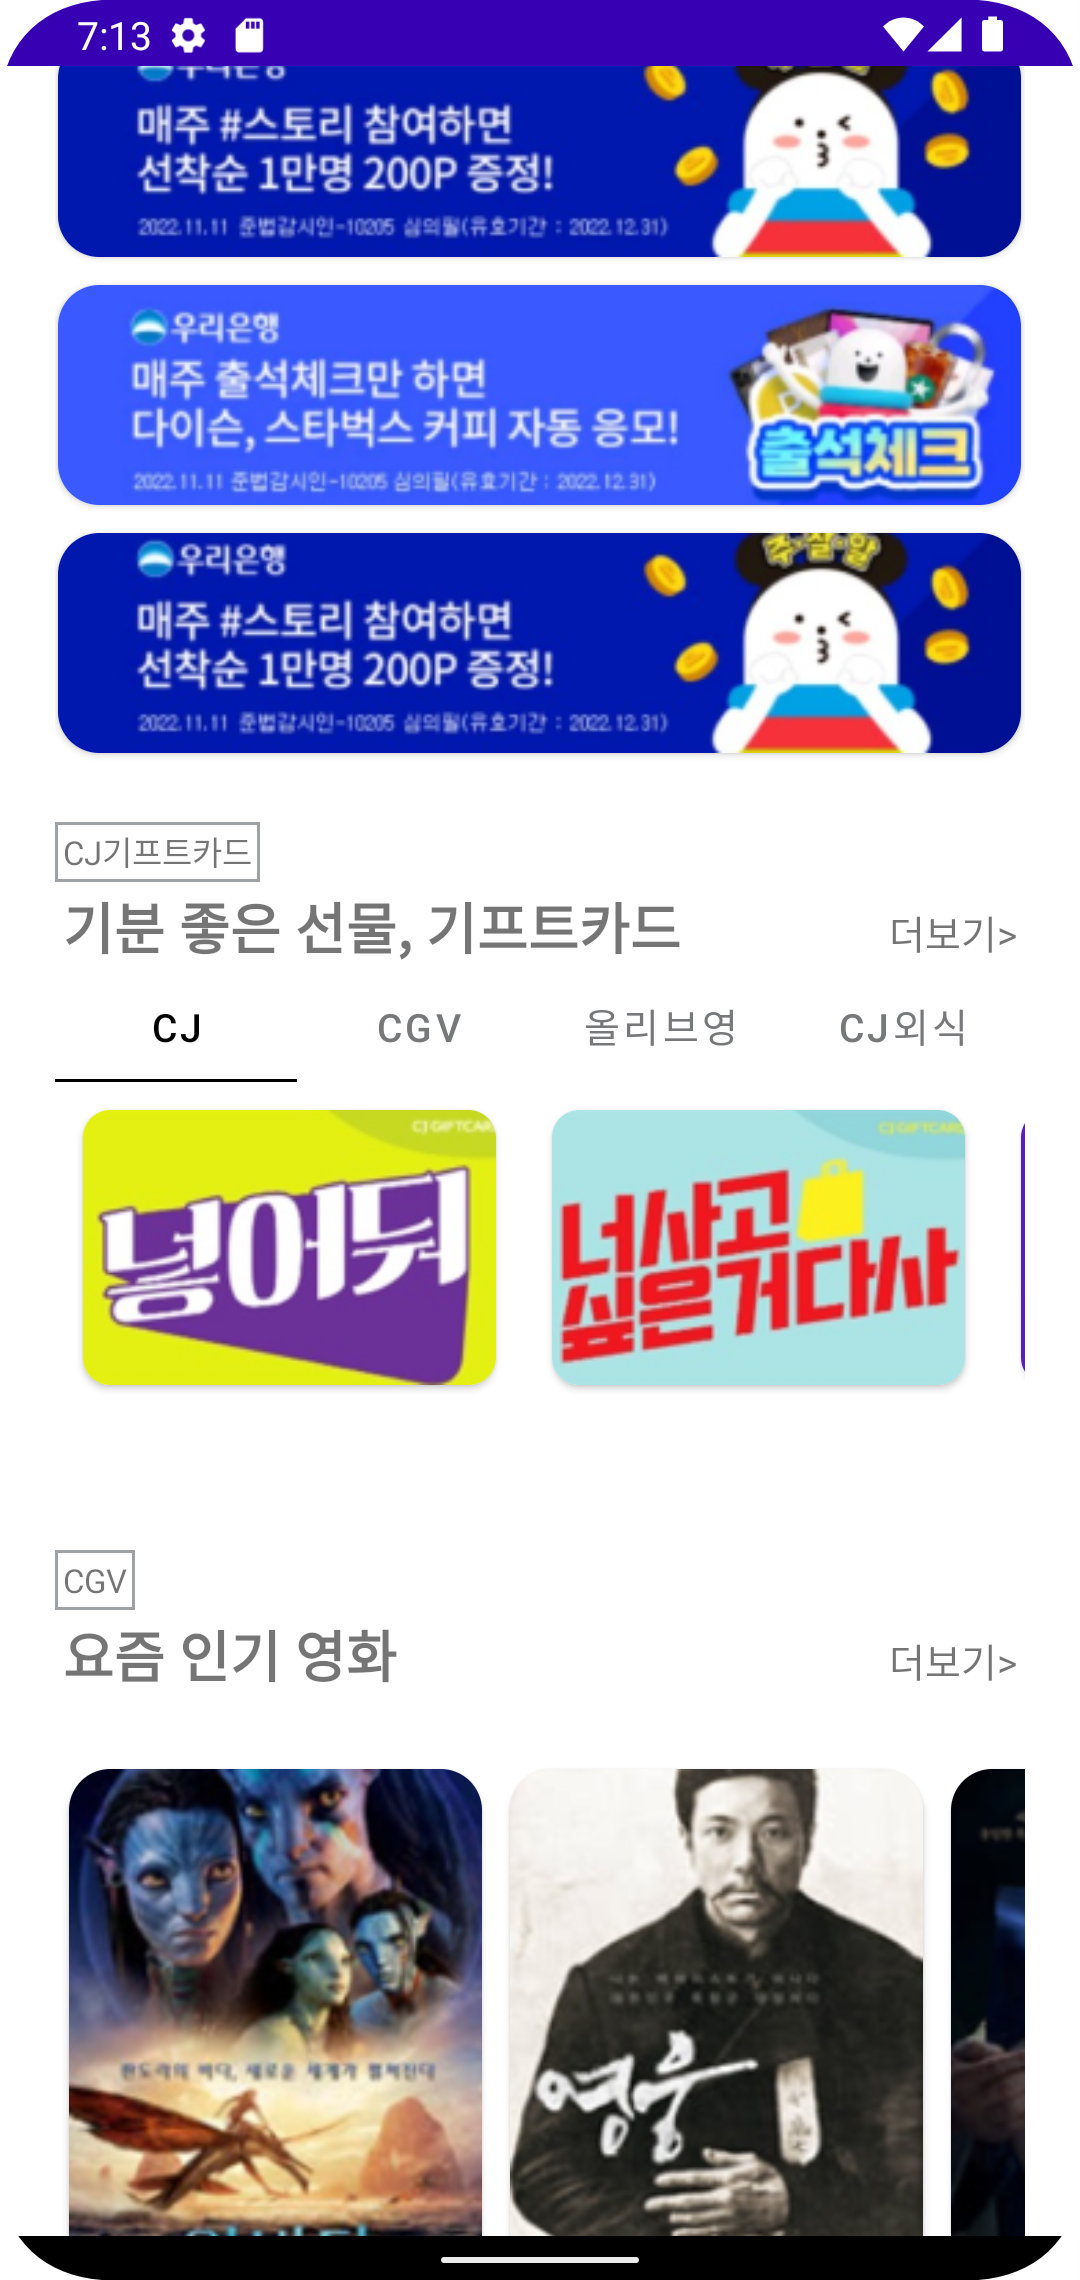 7:13
우리은행
매주 #스토리 참여하면
선착순 1만명 200P 증정!
2022.11.11 준법감시인-10205 심의필(유효기간 : 2022.12.31)
우리은행
매주 출석체크만 하면
다이슨, 스타벅스 커피 자동 응모!
2022.11.11 준법감시인-10205 심의필(유효기간 : 2022.12.31)
출석체크
주·잘·알
우리은행
매주 #스토리 참여하면
선착순 1만명 200P 증정!
2022.11.11 준법감시인-10205 심의필(유효기간 : 2022.12.31)
CJ기프트카드
기분 좋은 선물, 기프트카드
더보기>
CJ
CGV
올리브영
CJ외식
CJ GIFTCAR
넣어둬
CJ GIFTCARD
너사고
싶은거다사
CGV
요즘 인기 영화
더보기>
판도라의 바다, 새로운 세계가 펼쳐진다
영웅